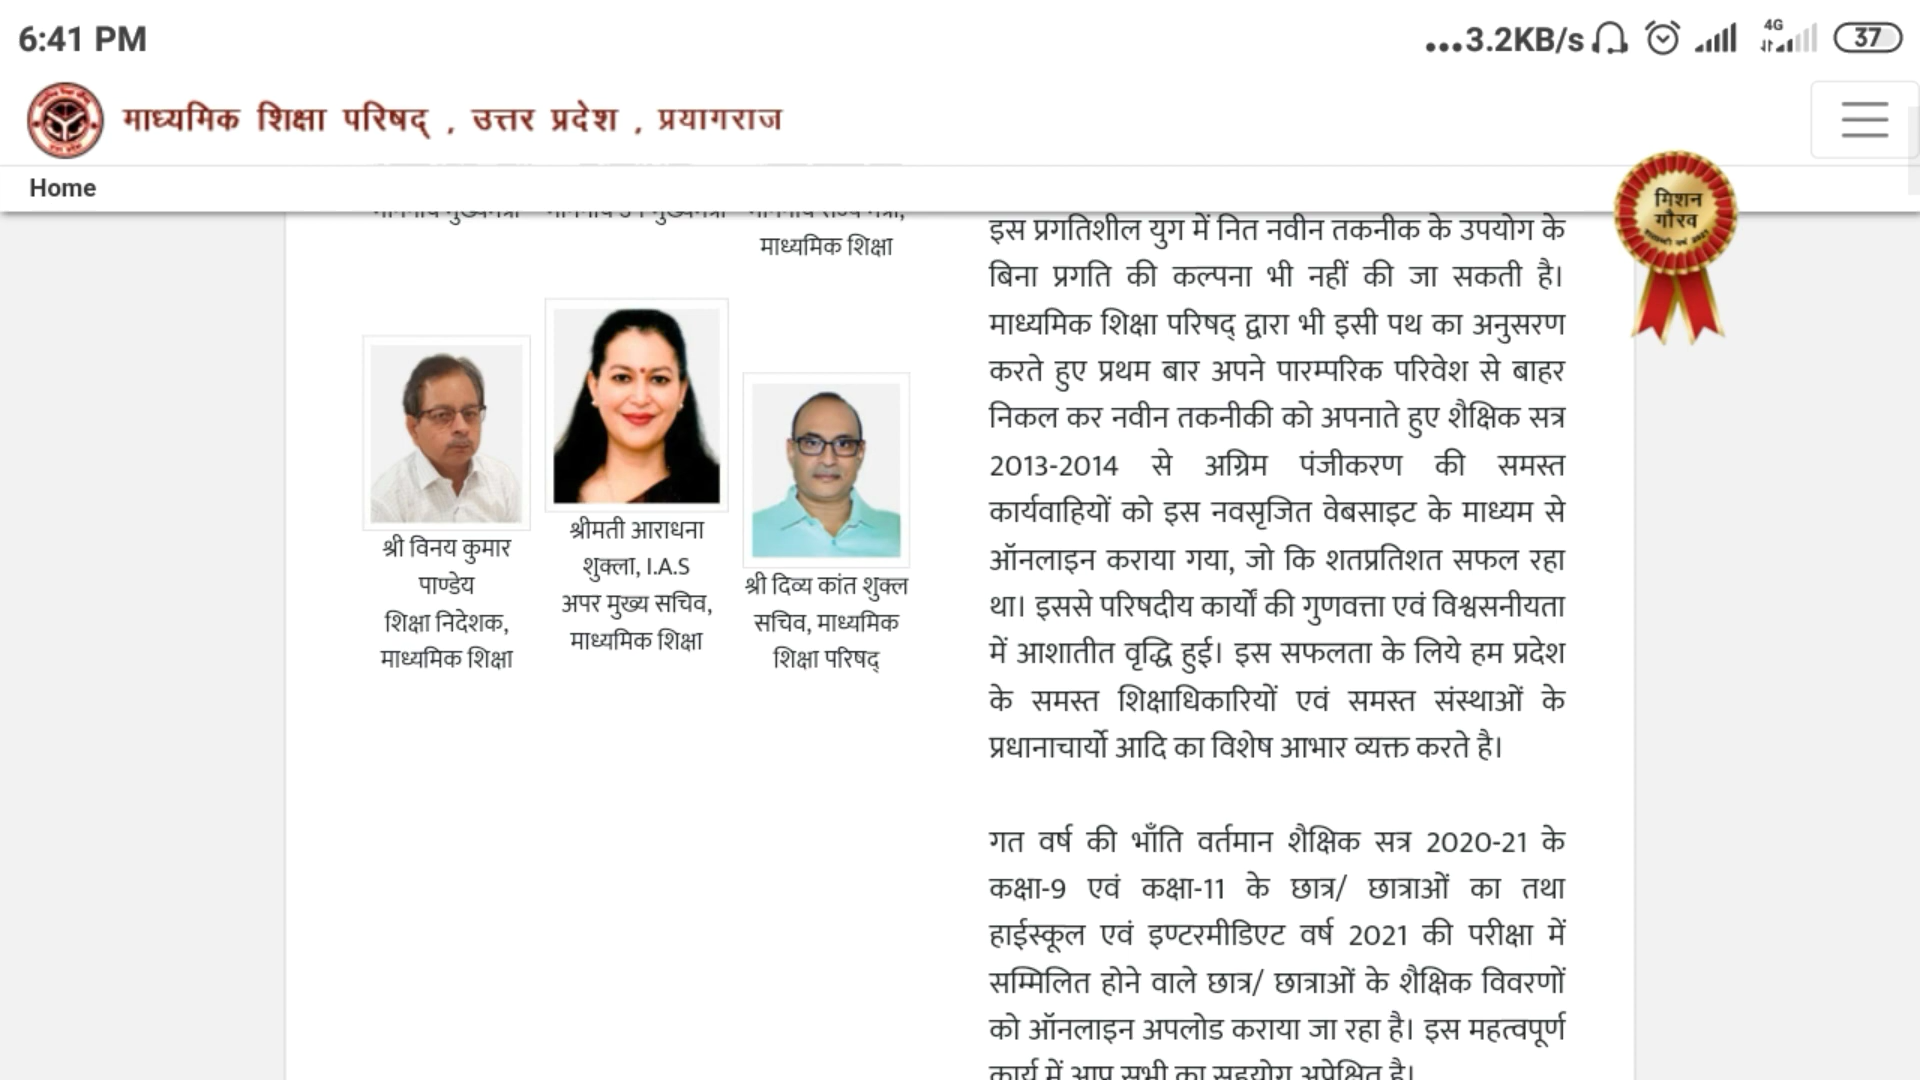 6:41 PM
...3.2KB/s
4G
37
माध्यमिक शिक्षा परिषद् , उत्तर प्रदेश , प्रयागराज
Home
मिशन
गौरव
माध्यमिक शिक्षा
श्री विनय कुमार
पाण्डेय
शिक्षा निदेशक,
माध्यमिक शिक्षा
श्रीमती आराधना
शुक्ला, I.A.S
अपर मुख्य सचिव,
माध्यमिक शिक्षा
श्री दिव्य कांत शुक्ल
सचिव, माध्यमिक
शिक्षा परिषद्
इस प्रगतिशील युग में नित नवीन तकनीक के उपयोग के
बिना प्रगति की कल्पना भी नहीं की जा सकती है।
माध्यमिक शिक्षा परिषद् द्वारा भी इसी पथ का अनुसरण
करते हुए प्रथम बार अपने पारम्परिक परिवेश से बाहर
निकल कर नवीन तकनीकी को अपनाते हुए शैक्षिक सत्र
2013-2014 से अग्रिम पंजीकरण की समस्त
कार्यवाहियों को इस नवसृजित वेबसाइट के माध्यम से
ऑनलाइन कराया गया, जो कि शतप्रतिशत सफल रहा
था। इससे परिषदीय कार्यों की गुणवत्ता एवं विश्वसनीयता
में आशातीत वृद्धि हुई। इस सफलता के लिये हम प्रदेश
के समस्त शिक्षाधिकारियों एवं समस्त संस्थाओं के
प्रधानाचार्यो आदि का विशेष आभार व्यक्त करते है।
गत वर्ष की भाँति वर्तमान शैक्षिक सत्र 2020-21 के
कक्षा-9 एवं कक्षा-11 के छात्र/ छात्राओं का तथा
हाईस्कूल एवं इण्टरमीडिएट वर्ष 2021 की परीक्षा में
सम्मिलित होने वाले छात्र/ छात्राओं के शैक्षिक विवरणों
को ऑनलाइन अपलोड कराया जा रहा है। इस महत्वपूर्ण
कार्य में आप सभी का सहयोग अपेक्षित है।